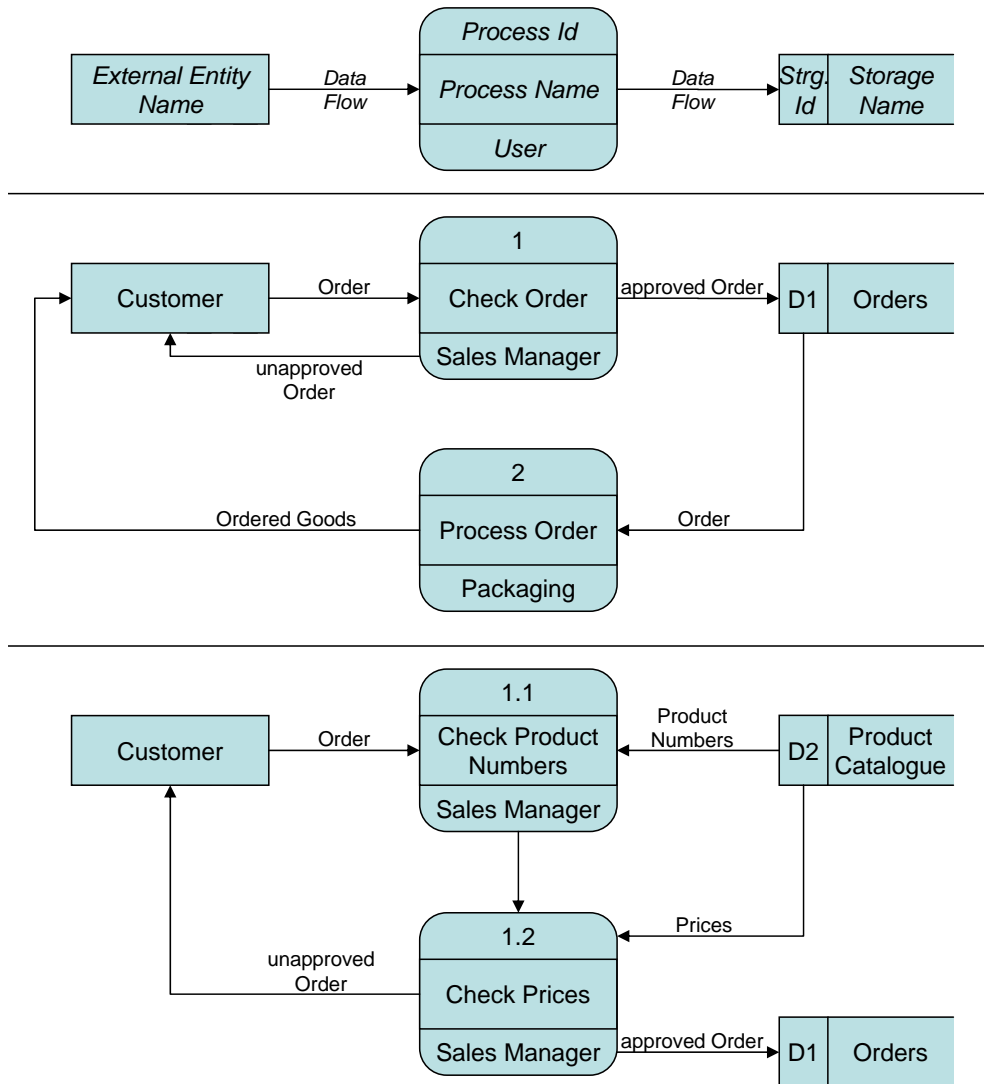 Process Id
External Entity
Name
Data
Flow
Process Name
Data
Flow
Strg.
Id
Storage
Name
User
1
Customer
Order
Check Order
approved Order
D1
Orders
unapproved
Order
Sales Manager
2
Ordered Goods
Process Order
Order
Packaging
1.1
Customer
Order
Check Product
Numbers
Product
Numbers
D2
Product
Catalogue
Sales Manager
1.2
Prices
unapproved
Order
Check Prices
Sales Manager
approved Order
D1
Orders